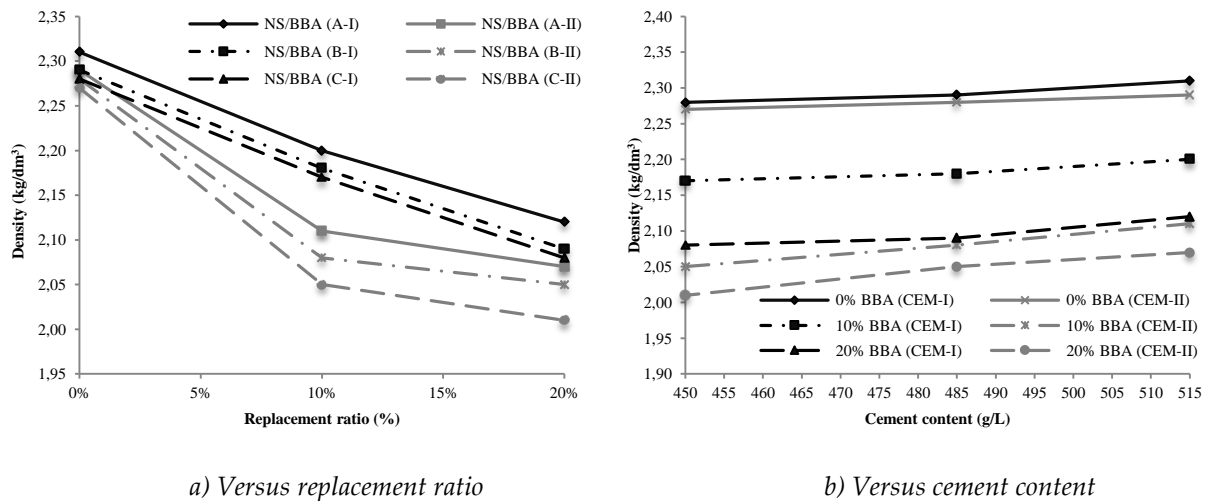 2,35
2,30
2,25
2,20
2,15
2,10
2,05
2,00
1,95
Density (kg/dm³)
NS/BBA (A-I) NS/BBA (A-II)
NS/BBA (B-I) NS/BBA (B-II)
NS/BBA (C-I) NS/BBA (C-II)
0% 5% 10% 15% 20%
Replacement ratio (%)
a) Versus replacement ratio
2,40
2,35
2,30
2,25
2,20
2,15
2,10
2,05
2,00
1,95
1,90
Density (kg/dm³)
0% BBA (CEM-I) 0% BBA (CEM-II)
10% BBA (CEM-I) 10% BBA (CEM-II)
20% BBA (CEM-I) 20% BBA (CEM-II)
450 455 460 465 470 475 480 485 490 495 500 505 510 515
Cement content (g/L)
b) Versus cement content